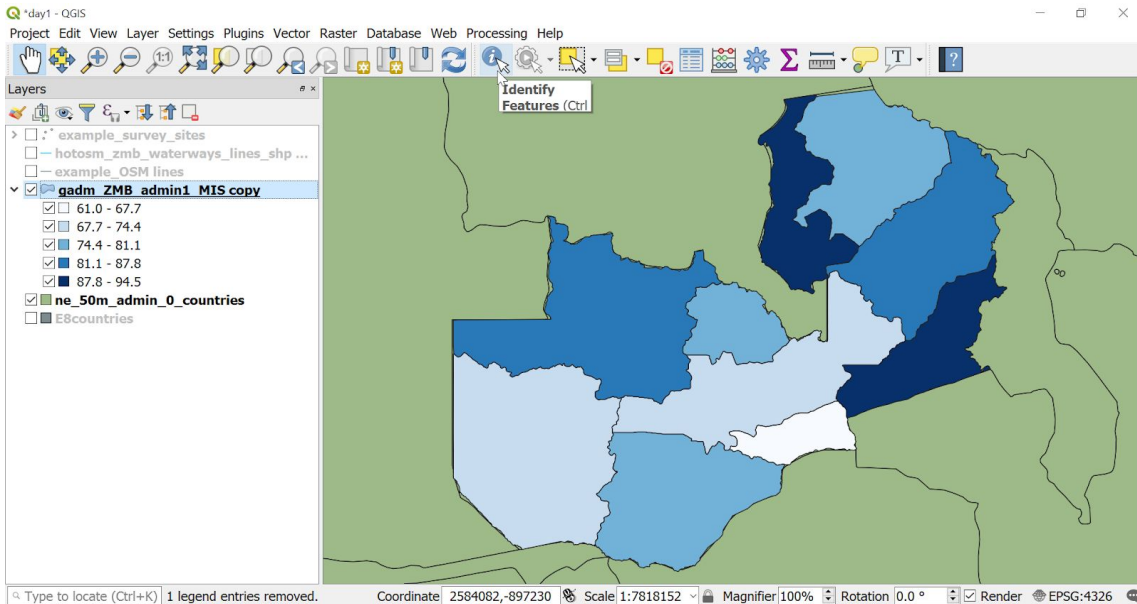 *day1 - QGIS
Project Edit View Layer Settings Plugins Vector Raster Database Web Processing Help
1:1
T
?
Identify
Features (Ctrl
Layers
example_survey_sites
hotosm_zmb_waterways_lines_shp ...
example_OSM lines
gadm_ZMB_admin1_MIS copy
61.0 - 67.7
67.7 - 74.4
74.4 - 81.1
81.1 - 87.8
87.8 - 94.5
ne_50m_admin_0_countries
E8countries
Type to locate (Ctrl+K) 1 legend entries removed. Coordinate 2584082,-897230 Scale 1:7818152 Magnifier 100% Rotation 0.0 ° Render EPSG:4326